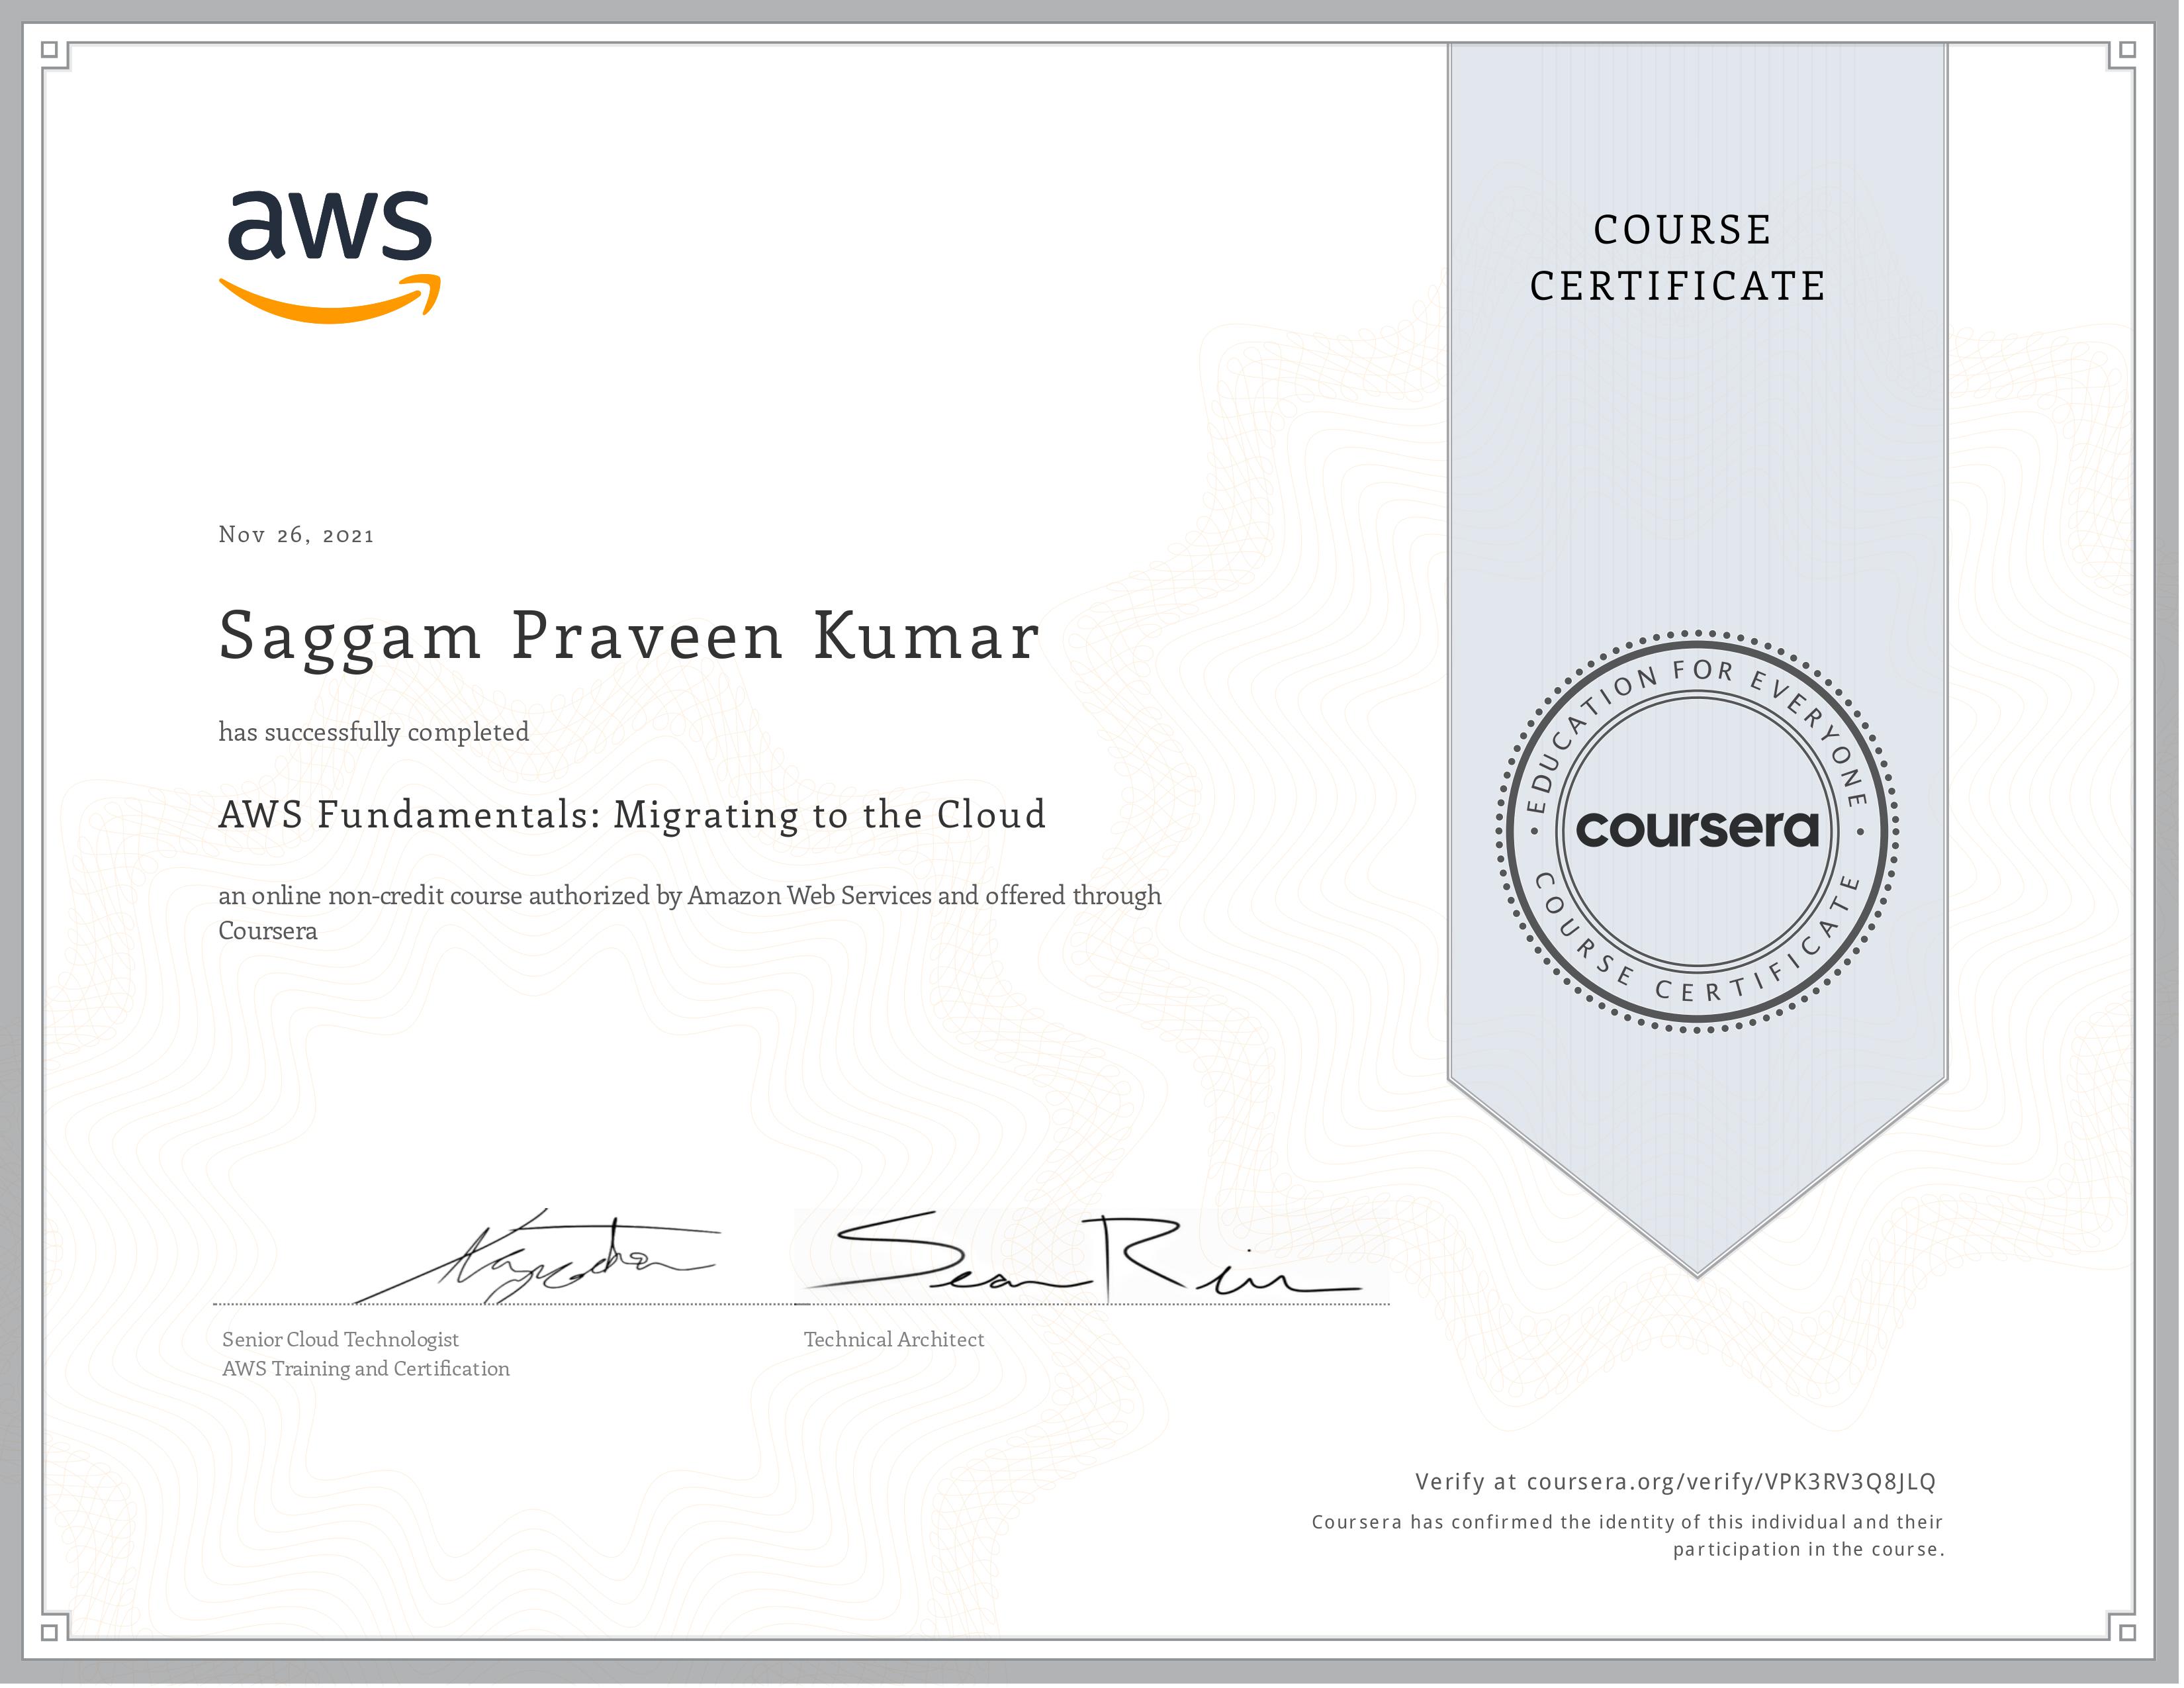 aws
COURSE
CERTIFICATE
Nov 26, 2021
Saggam Praveen Kumar
has successfully completed
AWS Fundamentals: Migrating to the Cloud
an online non-credit course authorized by Amazon Web Services and offered through
Coursera
EDUCATION FOR EVERYONE
coursera
COURSE CERTIFICATE
Senior Cloud Technologist
AWS Training and Certification
Technical Architect
Verify at coursera.org/verify/VPK3RV3Q8JLQ
Coursera has confirmed the identity of this individual and their
participation in the course.